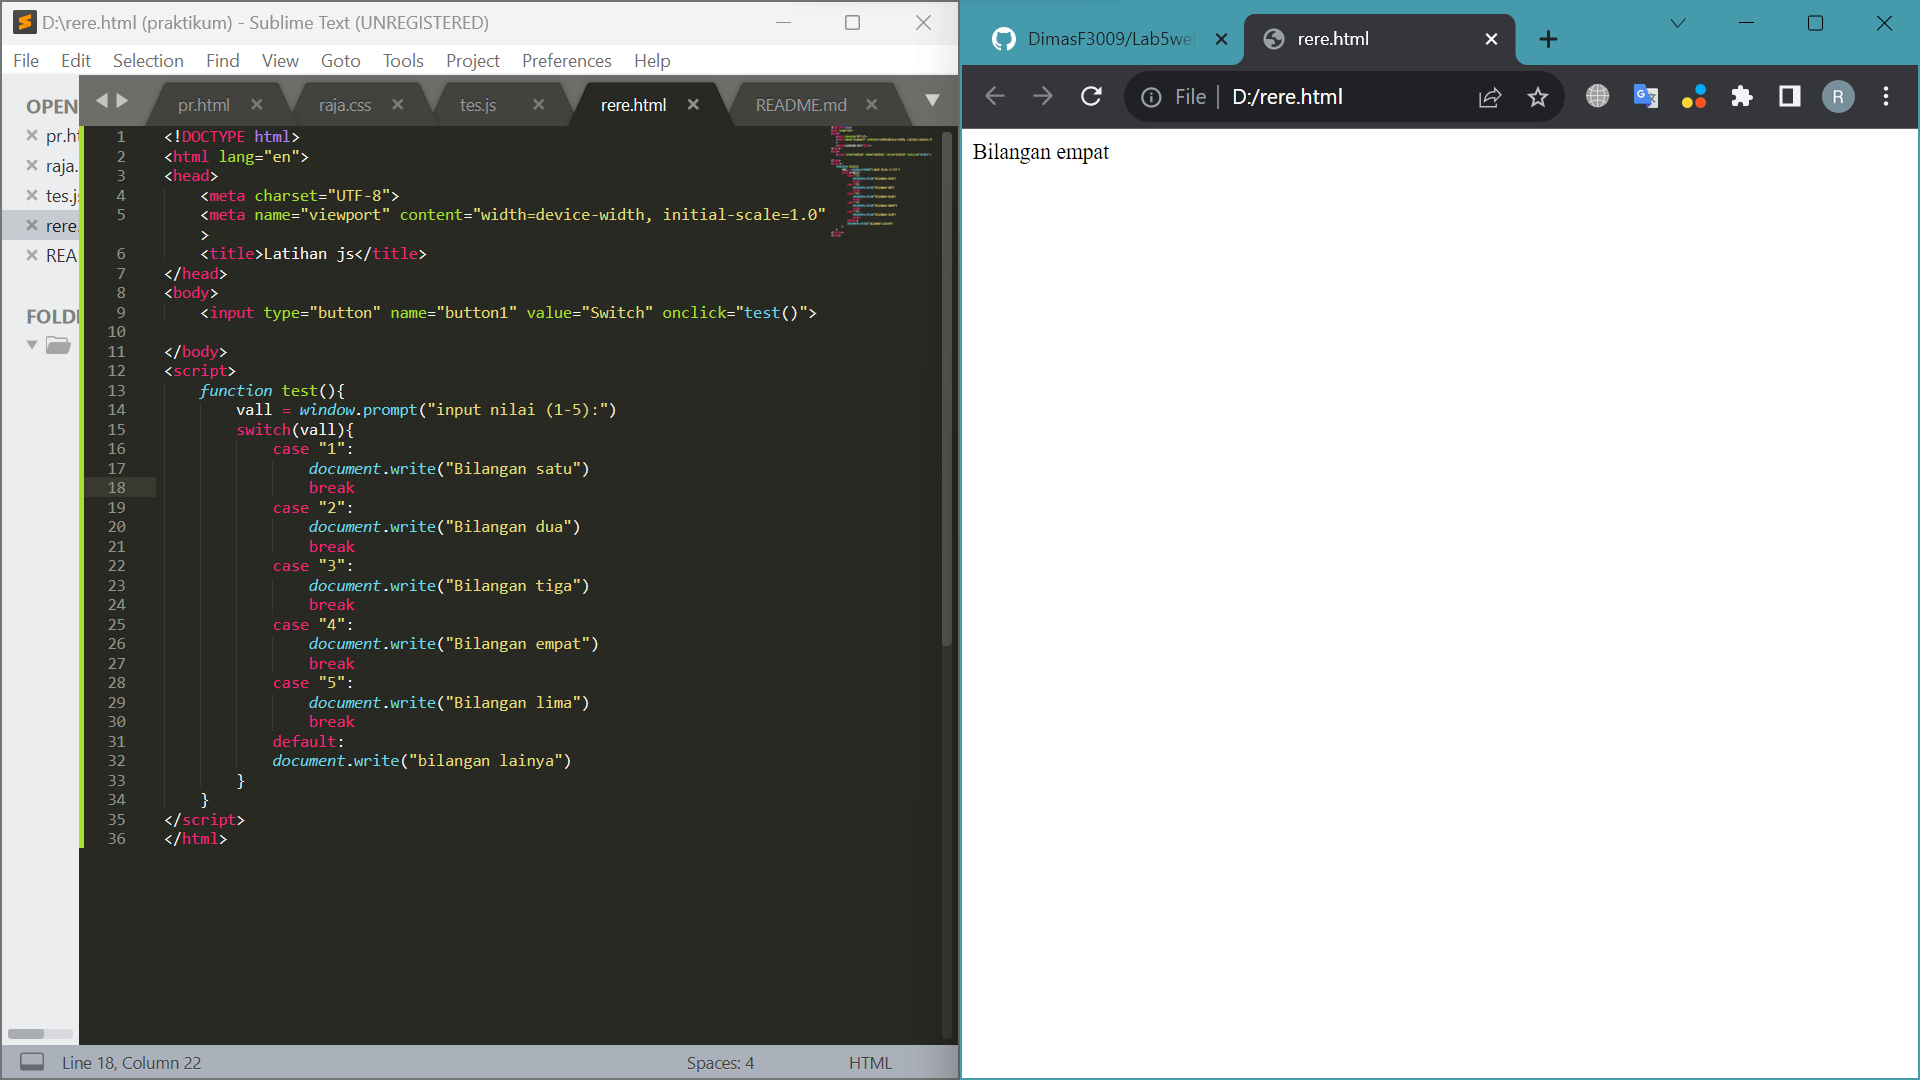 D:\rere.html (praktikum) - Sublime Text (UNREGISTERED)
File Edit Selection Find View Goto Tools Project Preferences Help
OPEN
pr.ht
raja.
tes.js
rere.
REA
FOLD
pr.html raja.css tes.js rere.html README.md
1 <!DOCTYPE html>
2 <html lang="en">
3 <head>
4 <meta charset="UTF-8">
5 <meta name="viewport" content="width=device-width, initial-scale=1.0"
>
6 <title>Latihan js</title>
7 </head>
8 <body>
9 <input type="button" name="button1" value="Switch" onclick="test()">
10
11 </body>
12 <script>
13 function test(){
14 vall = window.prompt("input nilai (1-5):")
15 switch(vall){
16 case "1":
17 document.write("Bilangan satu")
18 break
19 case "2":
20 document.write("Bilangan dua")
21 break
22 case "3":
23 document.write("Bilangan tiga")
24 break
25 case "4":
26 document.write("Bilangan empat")
27 break
28 case "5":
29 document.write("Bilangan lima")
30 break
31 default:
32 document.write("bilangan lainya")
33 }
34 }
35 </script>
36 </html>
Line 18, Column 22 Spaces: 4 HTML
DimasF3009/Lab5we rere.html
File D:/rere.html R
Bilangan empat